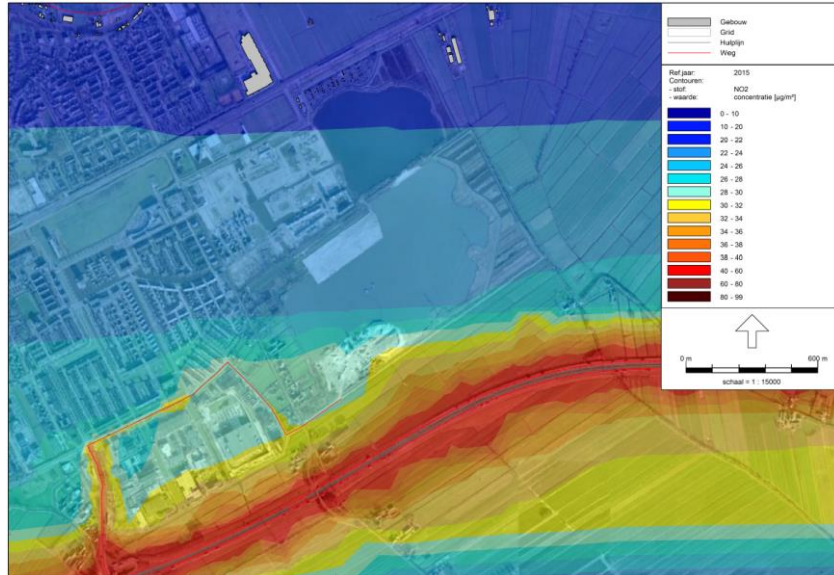 Gebouw
Grid
Hulplijn
Weg
Ref.jaar: 2015
Contouren:
- stof: NO2
- waarde: concentratie [µg/m³]
0 - 10
10 - 20
20 - 22
22 - 24
24 - 26
26 - 28
28 - 30
30 - 32
32 - 34
34 - 36
36 - 38
38 - 40
40 - 60
60 - 80
80 - 99
0 m 600 m
schaal = 1 : 15000